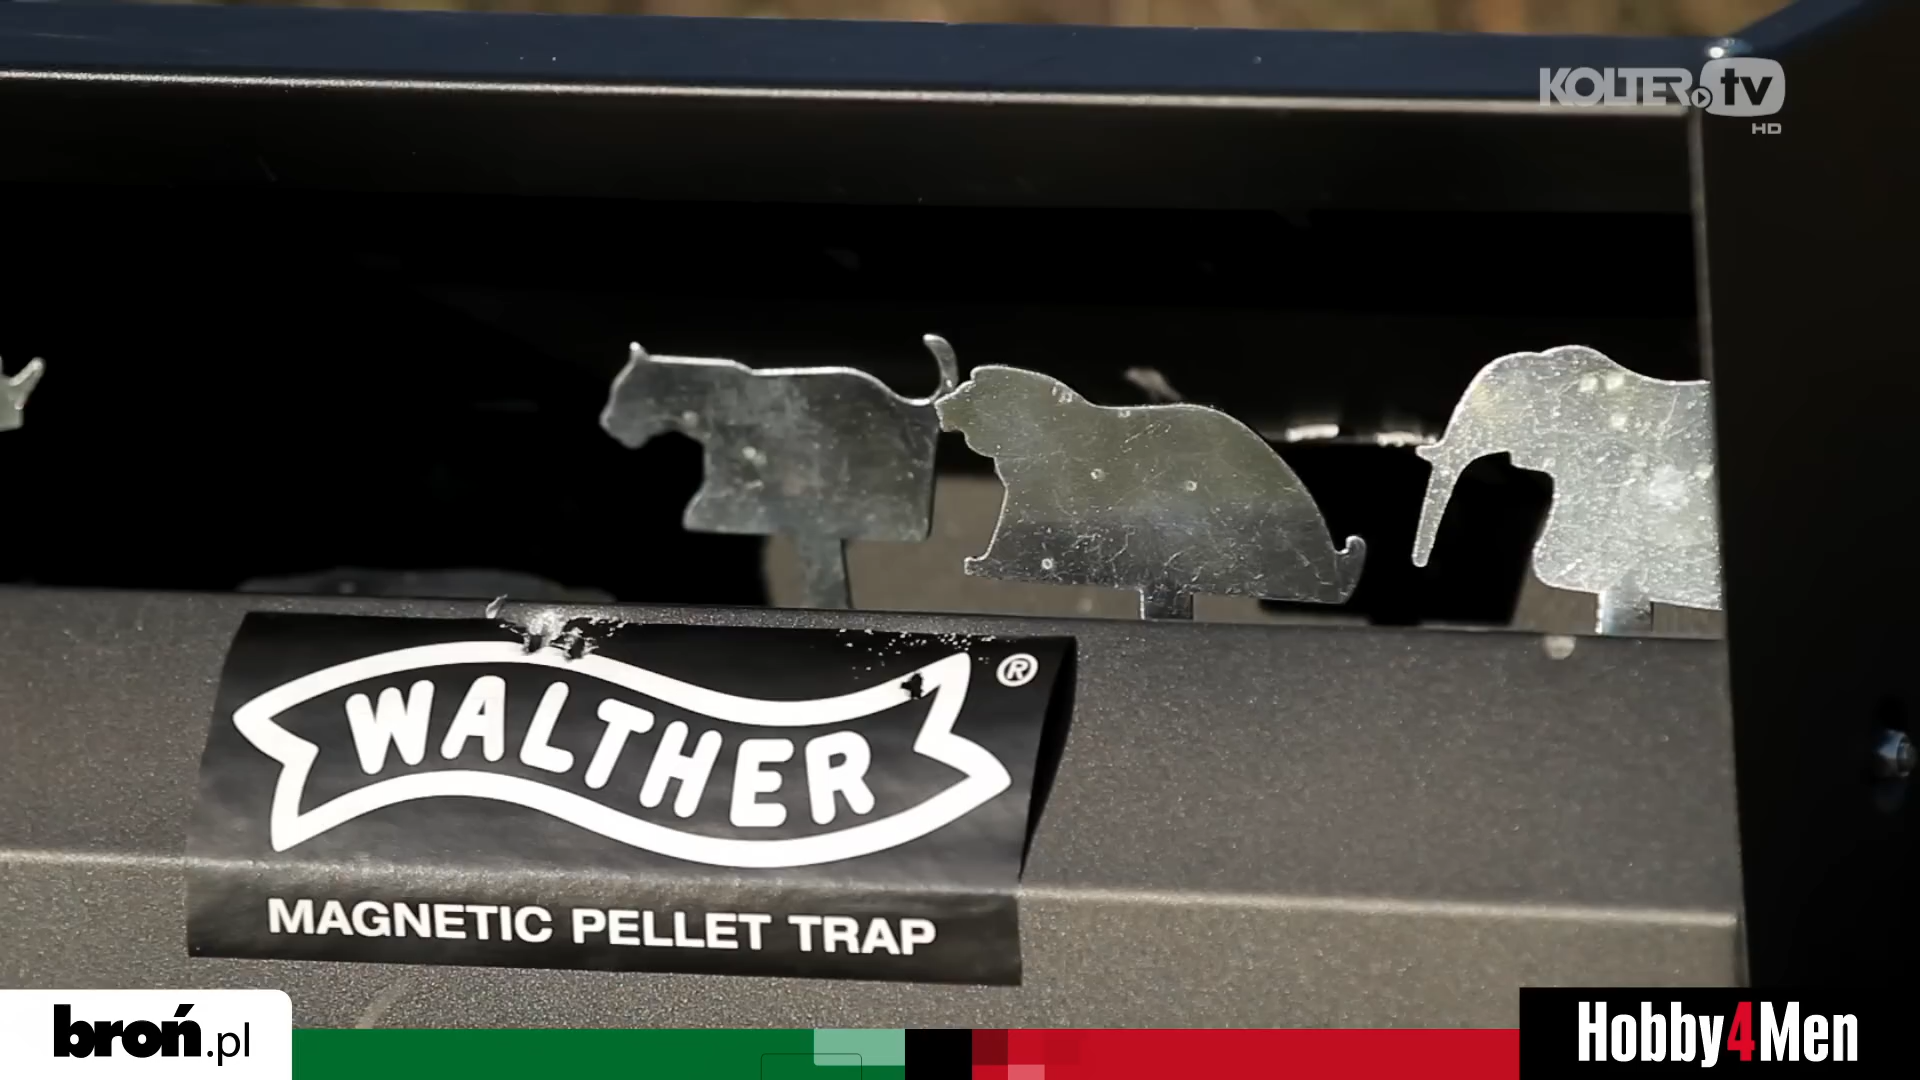 KOLTER.tv
HD
WALTHER®
MAGNETIC PELLET TRAP
broń.pl
Hobby4Men